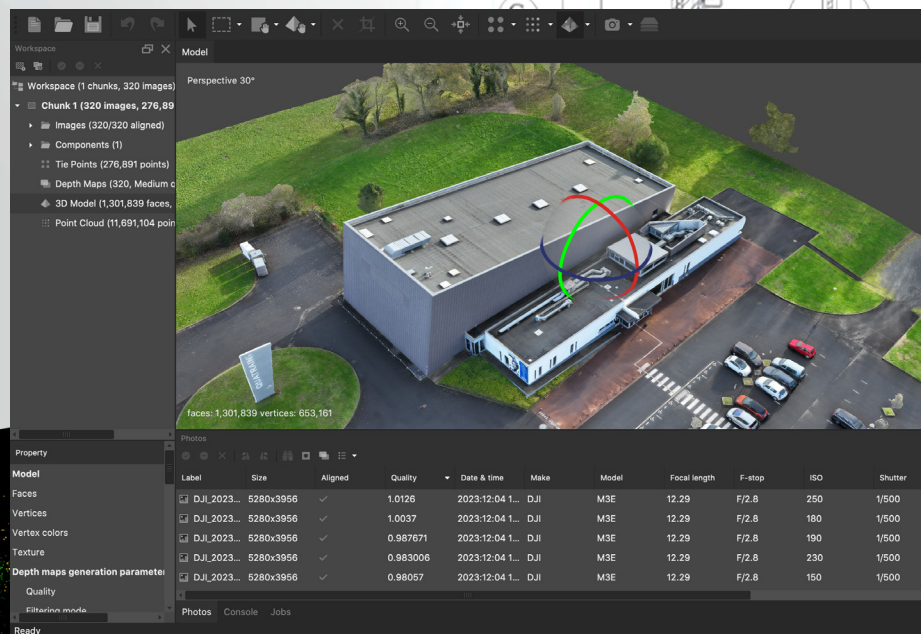 Workspace
Model
Workspace (1 chunks, 320 images)
Chunk 1 (320 images, 276,89
Images (320/320 aligned)
Components (1)
Tie Points (276,891 points)
Depth Maps (320, Medium q
3D Model (1,301,839 faces,
Point Cloud (11,691,104 poin
Perspective 30°
QUATRAM
faces: 1,301,839 vertices: 653,161
Property
Model
Faces
Vertices
Vertex colors
Texture
Depth maps generation parameter
Quality
Filtering mode
Photos
Label Size Aligned Quality Date & time Make Model Focal length F-stop ISO Shutter
DJI_2023... 5280x3956 1.0126 2023:12:04 1... DJI M3E 12.29 F/2.8 250 1/500
DJI_2023... 5280x3956 1.0037 2023:12:04 1... DJI M3E 12.29 F/2.8 180 1/500
DJI_2023... 5280x3956 0.987671 2023:12:04 1... DJI M3E 12.29 F/2.8 190 1/500
DJI_2023... 5280x3956 0.983006 2023:12:04 1... DJI M3E 12.29 F/2.8 230 1/500
DJI_2023... 5280x3956 0.98057 2023:12:04 1... DJI M3E 12.29 F/2.8 150 1/500
Photos Console Jobs
Ready